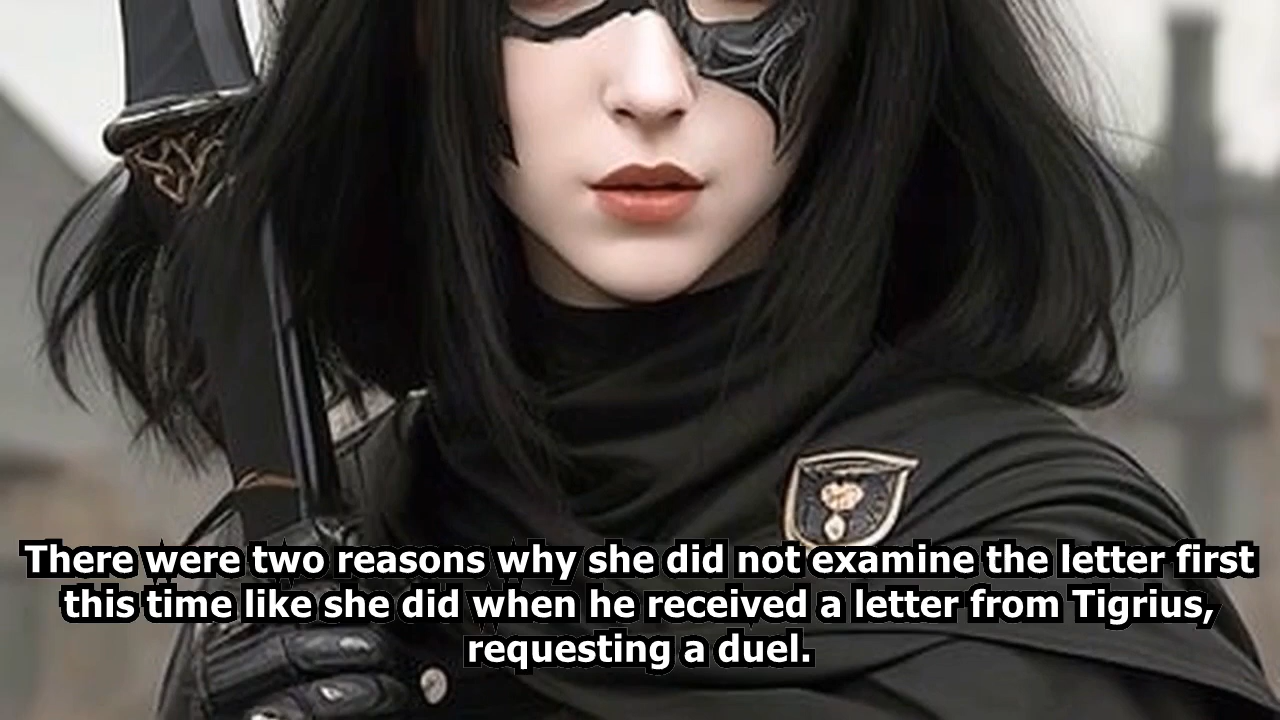 There were two reasons why she did not examine the letter first
this time like she did when he received a letter from Tigrius,
requesting a duel.